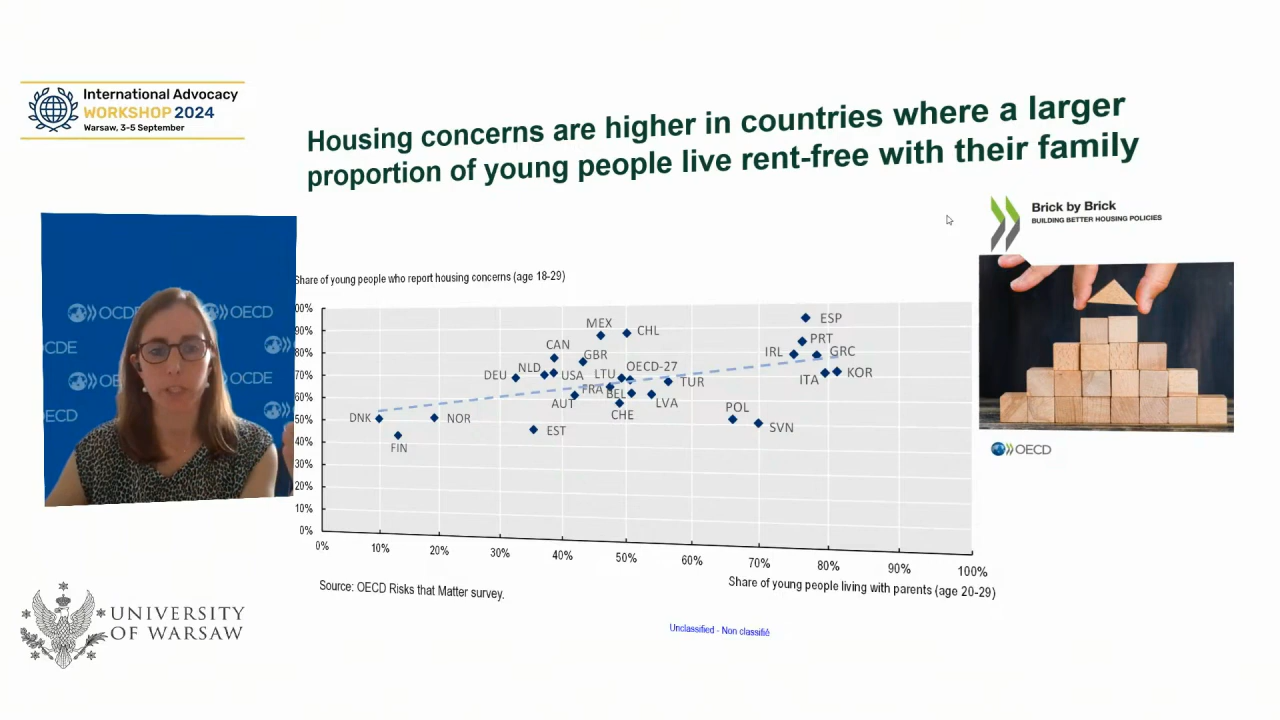 International Advocacy
WORKSHOP 2024
Warsaw, 3-5 September
Housing concerns are higher in countries where a larger
proportion of young people live rent-free with their family
Brick by Brick
BUILDING BETTER HOUSING POLICIES
OCDE
OECD
CDE
OCDE
OECD
Share of young people who report housing concerns (age 18-29)
00%
90%
80%
70%
60%
50%
40%
30%
20%
10%
0%
ESP
MEX
CHL
PRT
CAN
GBR
IRL
GRC
NLD
USA
LTU
OECD-27
DEU
TUR
ITA
KOR
FRA
BEL
AUT
LVA
CHE
POL
DNK
NOR
SVN
EST
FIN
0%
10%
20%
30%
40%
50%
60%
70%
80%
90%
100%
Share of young people living with parents (age 20-29)
Source: OECD Risks that Matter survey.
Unclassified - Non classifié
OECD
UNIVERSITY
OF WARSAW